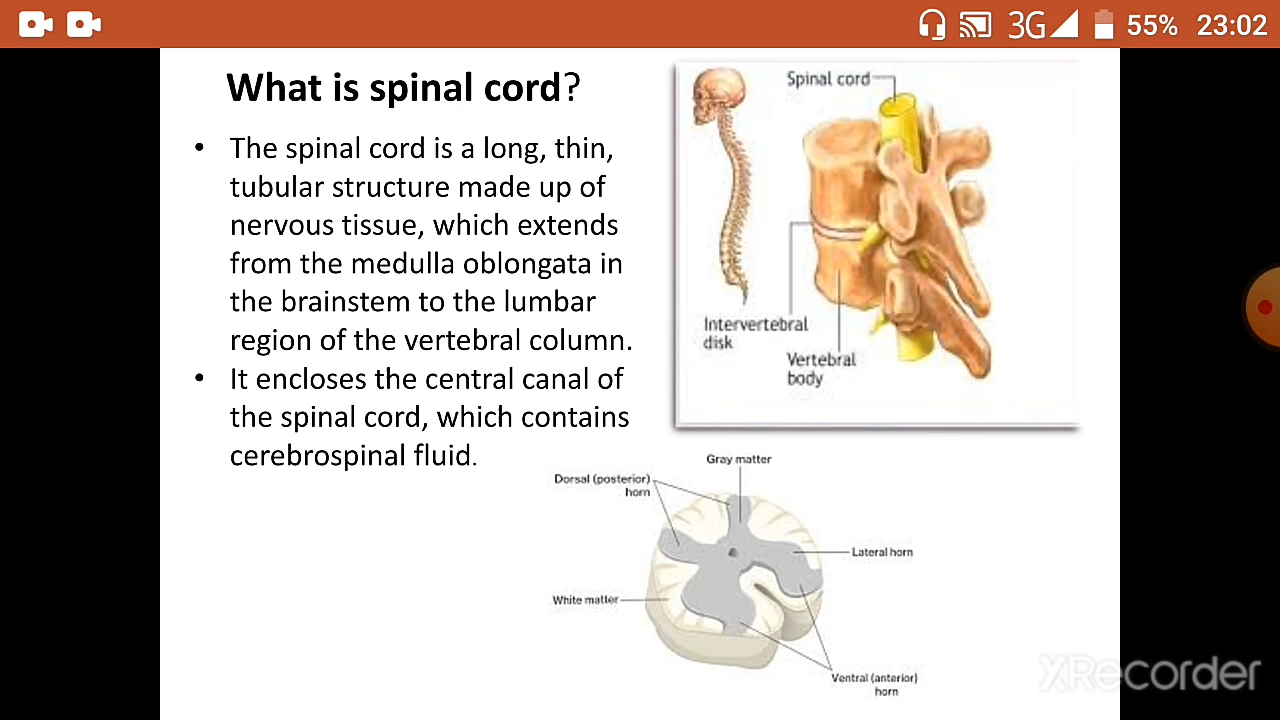 3G 55% 23:02
What is spinal cord?
• The spinal cord is a long, thin,
tubular structure made up of
nervous tissue, which extends
from the medulla oblongata in
the brainstem to the lumbar
region of the vertebral column.
• It encloses the central canal of
the spinal cord, which contains
cerebrospinal fluid.
Spinal cord
Intervertebral
disk
Vertebral
body
Gray matter
Dorsal (posterior)
horn
Lateral horn
White matter
Ventral (anterior)
horn
XRecorder